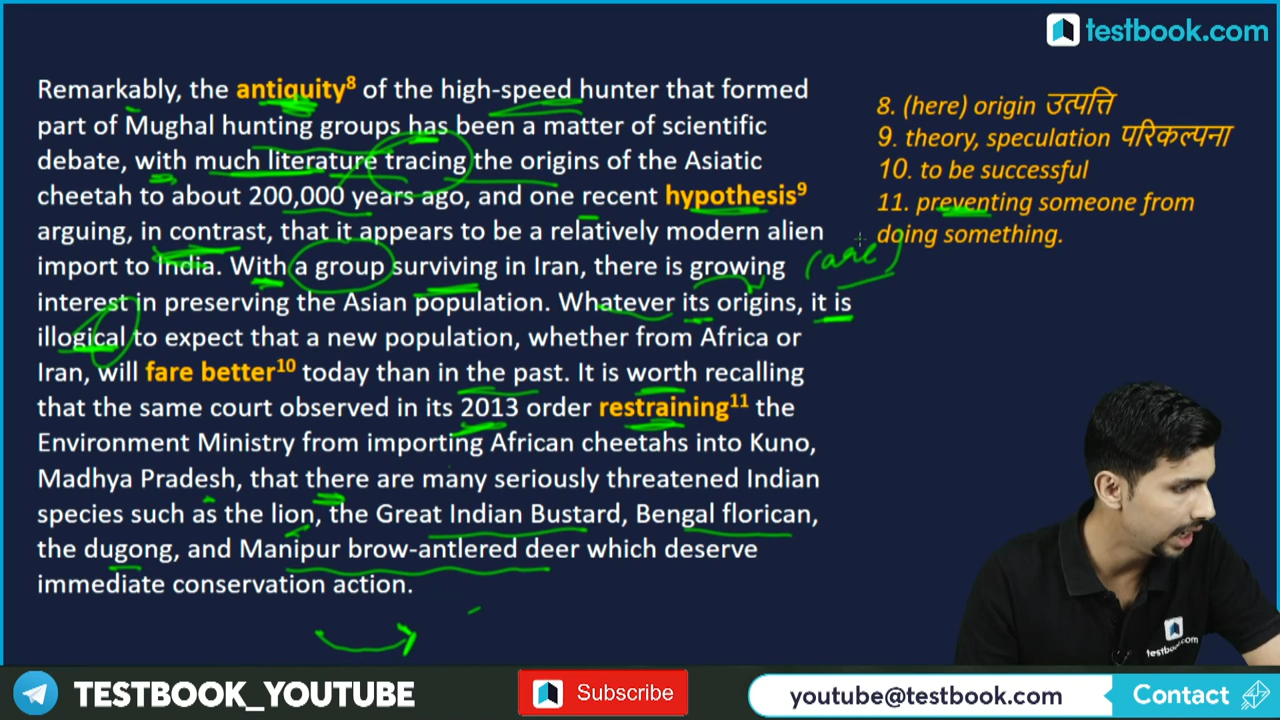 testbook.com
Remarkably, the antiquity8 of the high-speed hunter that formed
part of Mughal hunting groups has been a matter of scientific
debate, with much literature tracing the origins of the Asiatic
cheetah to about 200,000 years ago, and one recent hypothesis9
arguing, in contrast, that it appears to be a relatively modern alien
import to India. With a group surviving in Iran, there is growing
interest in preserving the Asian population. Whatever its origins, it is
illogical to expect that a new population, whether from Africa or
Iran, will fare better10 today than in the past. It is worth recalling
that the same court observed in its 2013 order restraining11 the
Environment Ministry from importing African cheetahs into Kuno,
Madhya Pradesh, that there are many seriously threatened Indian
species such as the lion, the Great Indian Bustard, Bengal florican,
the dugong, and Manipur brow-antlered deer which deserve
immediate conservation action.
8. (here) origin उत्पत्ति
9. theory, speculation परिकल्पना
10. to be successful
11. preventing someone from
doing something.
(are)
testbook.com
TESTBOOK_YOUTUBE
Subscribe
youtube@testbook.com
Contact